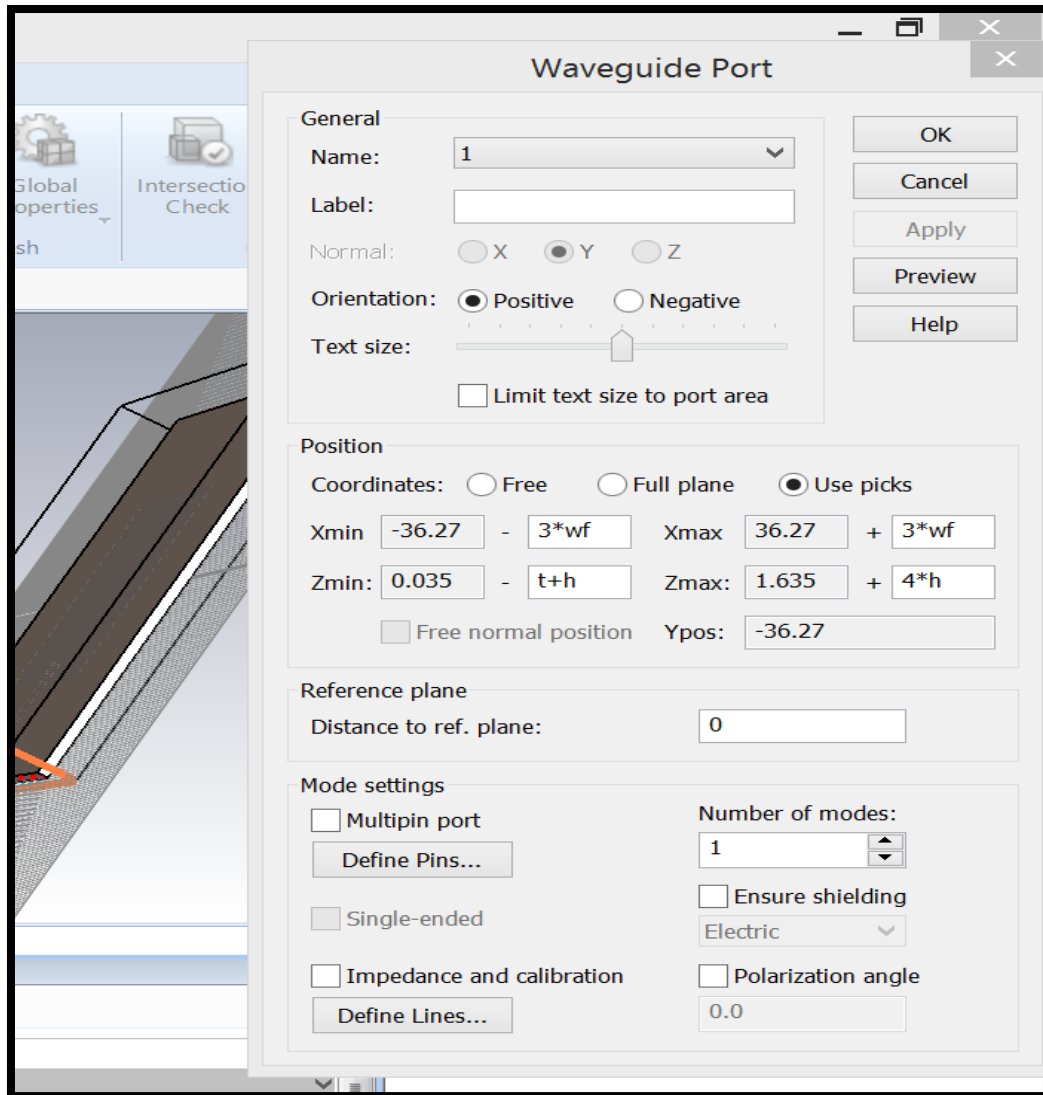 Waveguide Port
General
Name: 1
OK
Label:
Cancel
Normal: X Y Z
Apply
Orientation: Positive Negative
Preview
Text size:
Help
Limit text size to port area
Global
operties
Intersectio
Check
sh
Position
Coordinates: Free Full plane Use picks
Xmin -36.27 - 3*wf Xmax 36.27 + 3*wf
Zmin: 0.035 - t+h Zmax: 1.635 + 4*h
Free normal position Ypos: -36.27
Reference plane
Distance to ref. plane: 0
Mode settings
Multipin port
Number of modes:
Define Pins...
1
Ensure shielding
Single-ended
Electric
Impedance and calibration
Polarization angle
Define Lines...
0.0